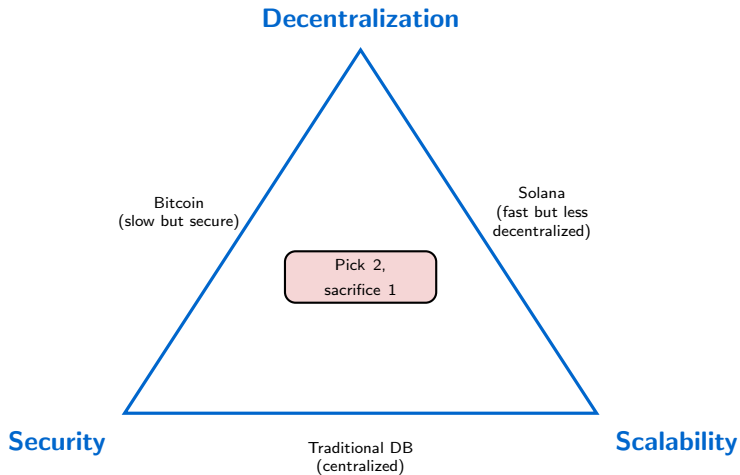 Decentralization
Bitcoin
(slow but secure)
Solana
(fast but less
decentralized)
Pick 2,
sacrifice 1
Security
Scalability
Traditional DB
(centralized)